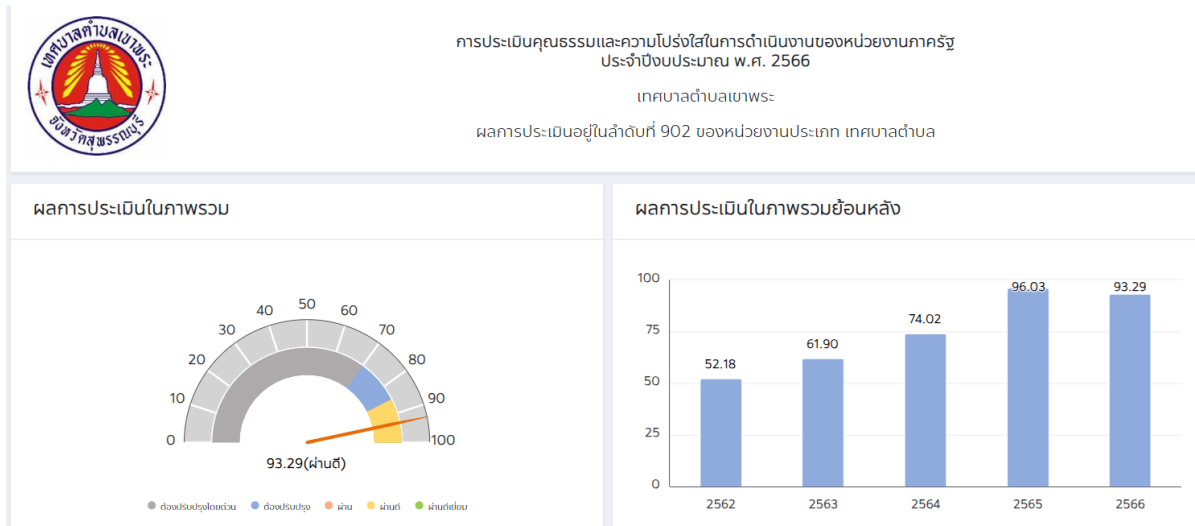 เทศบาลตำบลเขาพระ
จังหวัดสุพรรณบุรี
การประเมินคุณธรรมและความโปร่งใสในการดำเนินงานของหน่วยงานภาครัฐ
ประจำปีงบประมาณ พ.ศ. 2566
เทศบาลตำบลเขาพระ
ผลการประเมินอยู่ในลำดับที่ 902 ของหน่วยงานประเภท เทศบาลตำบล
ผลการประเมินในภาพรวม
0
10
20
30
40
50
60
70
80
90
100
93.29(ผ่านดี)
ต้องปรับปรุงโดยด่วน ต้องปรับปรุง ผ่าน ผ่านดี ผ่านดีเยี่ยม
ผลการประเมินในภาพรวมย้อนหลัง
100
75
50
25
0
52.18
61.90
74.02
96.03
93.29
2562 2563 2564 2565 2566